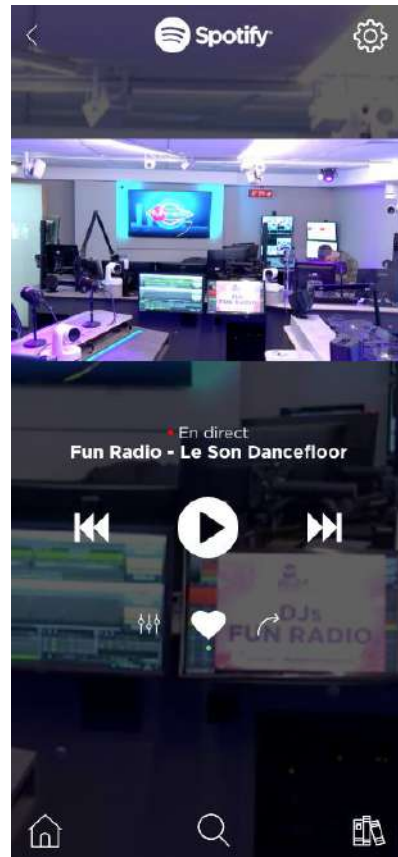 Spotify
En direct
Fun Radio - Le Son Dancefloor
DJs
FUN RADIO